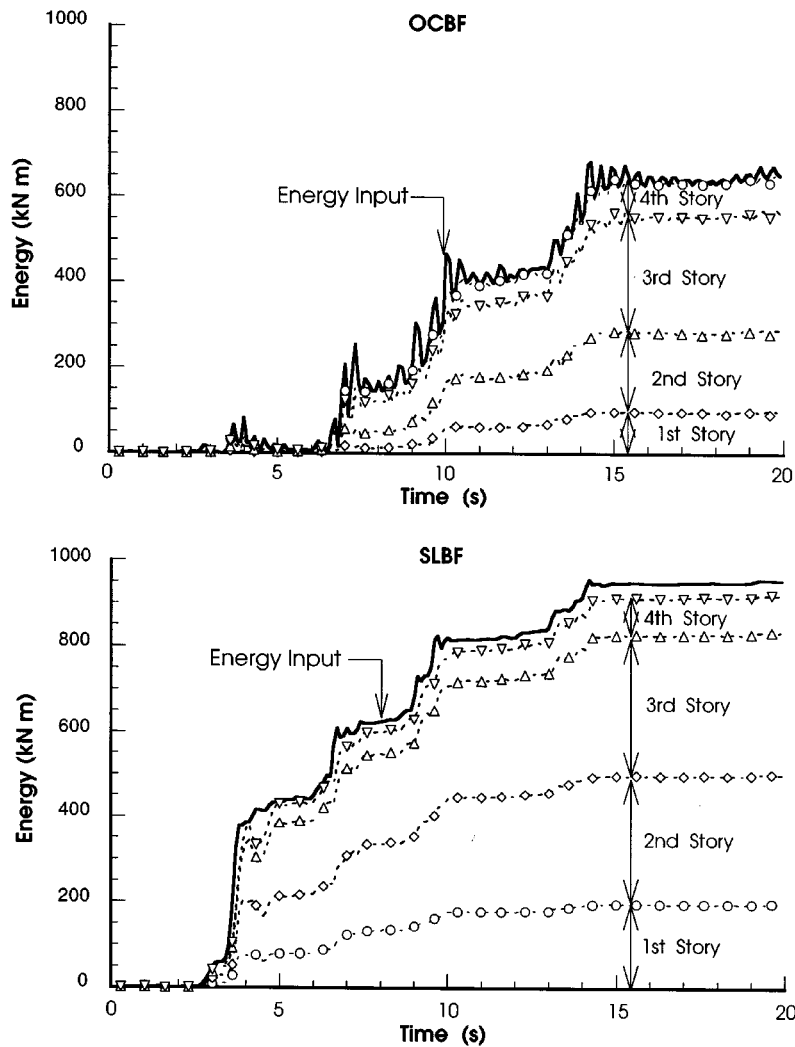 OCBF
1000
800
600
400
200
0
Energy (kN m)
Energy Input
4th Story
3rd Story
2nd Story
1st Story
0
5
10
15
20
Time (s)
SLBF
1000
800
600
400
200
0
Energy (kN m)
Energy Input
4th Story
3rd Story
2nd Story
1st Story
0
5
10
15
20
Time (s)